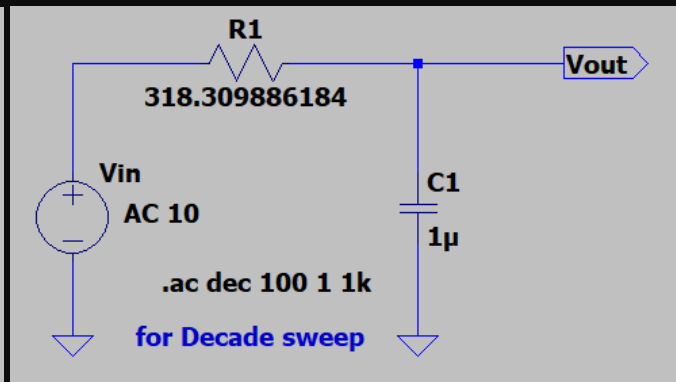 R1
318.309886184
Vout
Vin
AC 10
C1
1µ
.ac dec 100 1 1k
for Decade sweep